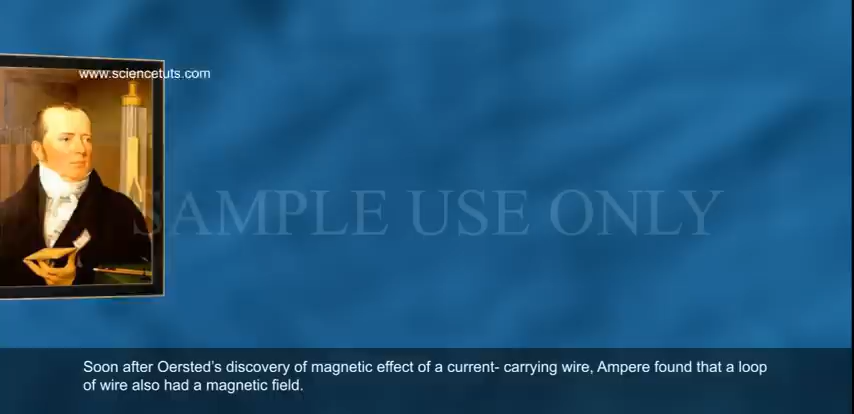 www.sciencetuts.com
SAMPLE USE ONLY
Soon after Oersted's discovery of magnetic effect of a current- carrying wire, Ampere found that a loop
of wire also had a magnetic field.